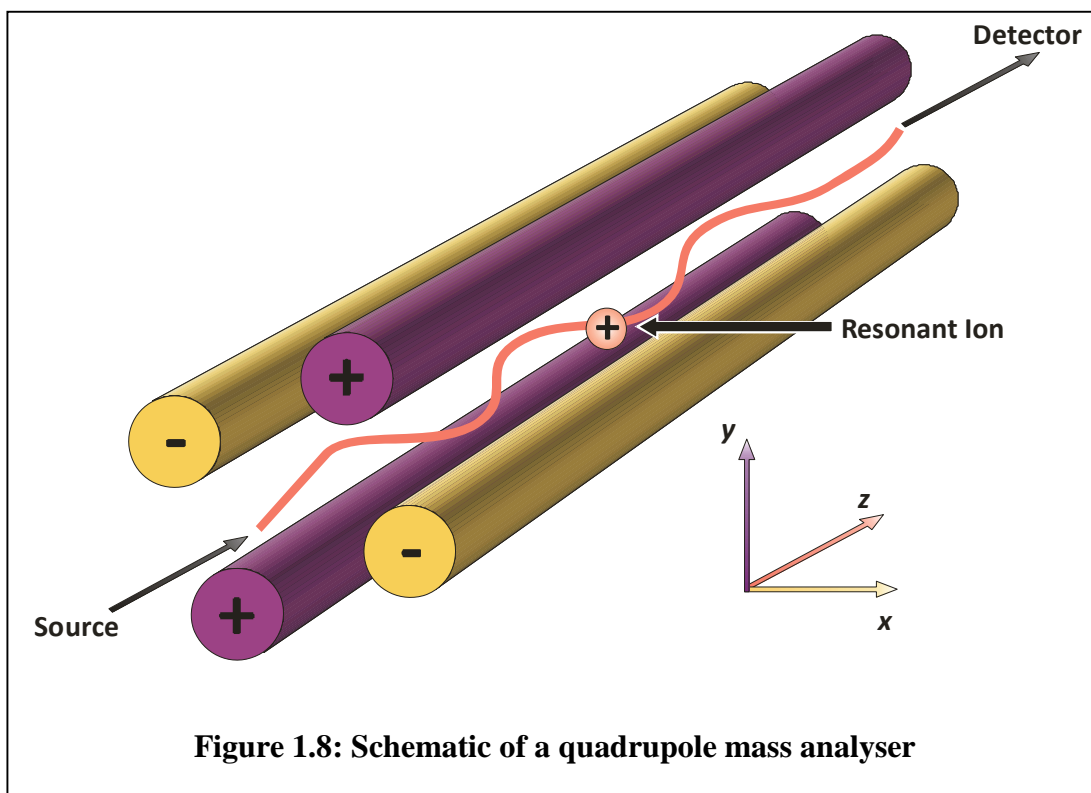 Detector
+
-
+
Resonant Ion
-
+
y
z
x
Source
Figure 1.8: Schematic of a quadrupole mass analyser